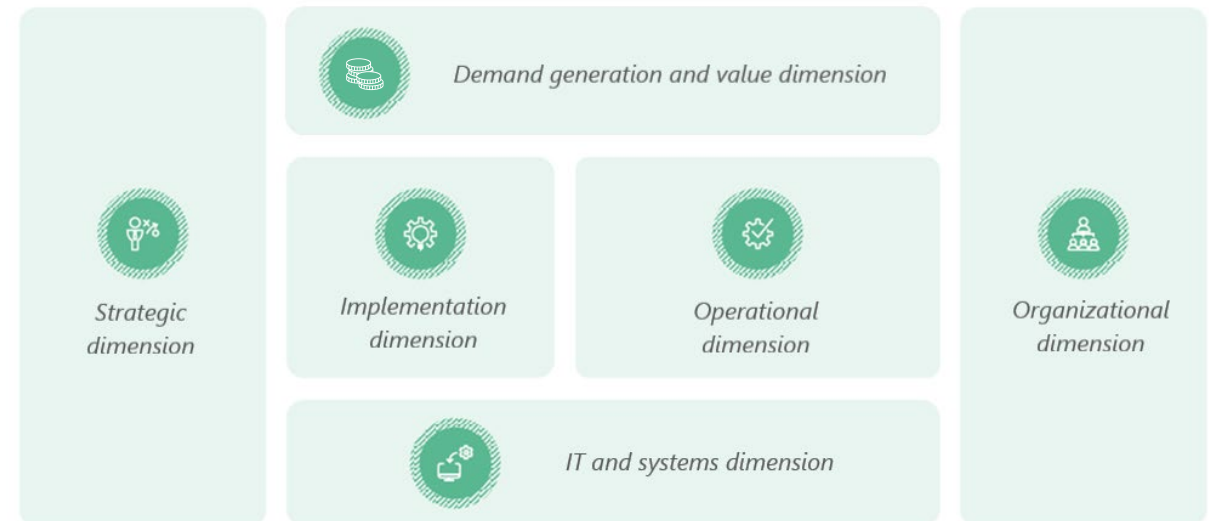 Demand generation and value dimension
Strategic
dimension
Implementation
dimension
Operational
dimension
Organizational
dimension
IT and systems dimension